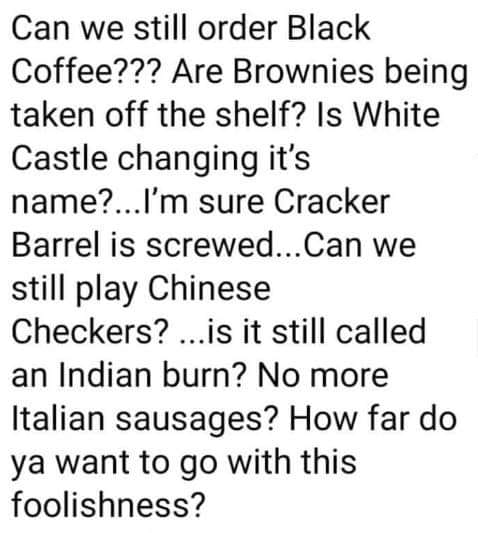 Can we still order Black
Coffee??? Are Brownies being
taken off the shelf? Is White
Castle changing it's
name?...I'm sure Cracker
Barrel is screwed...Can we
still play Chinese
Checkers? ...is it still called
an Indian burn? No more
Italian sausages? How far do
ya want to go with this
foolishness?